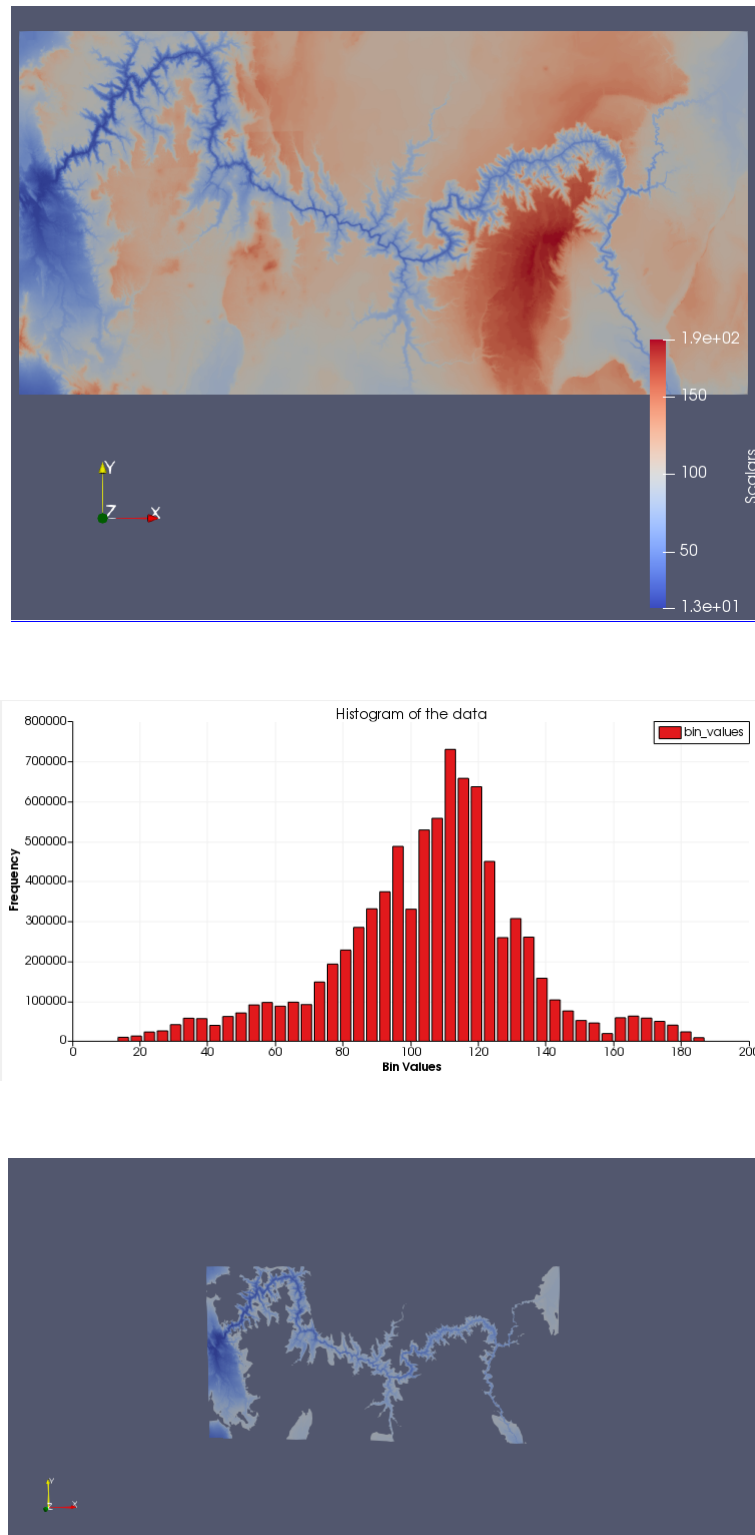 1.9e+02
150
100
50
1.3e+01
Scalars
Y
Z X
Histogram of the data
bin_values
800000
700000
600000
500000
400000
300000
200000
100000
0
Frequency
0 20 40 60 80 100 120 140 160 180 200
Bin Values
Y
Z X